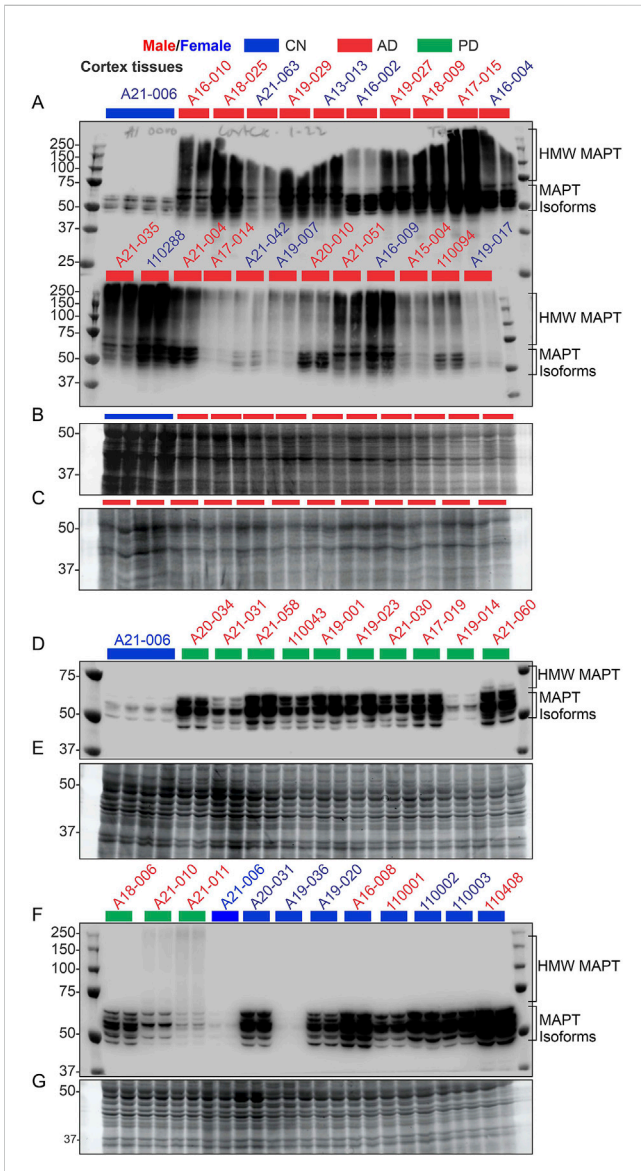 Male/Female CN AD PD
Cortex tissues
A
A21-006 A16-010 A18-025 A21-063 A19-029 A13-013 A16-002 A19-027 A18-009 A17-015 A16-004
250
150
100
75
50
37
25
HMW MAPT
MAPT
Isoforms
A21-035 110288 A21-004 A17-014 A21-042 A19-007 A20-010 A21-051 A16-009 A15-004 110094 A19-017
250
150
100
75
50
37
HMW MAPT
MAPT
Isoforms
B
50
37
C
50
37
D
A21-006 A20-034 A21-031 A21-058 110043 A19-001 A19-023 A21-030 A17-019 A19-014 A21-060
75
50
37
HMW MAPT
MAPT
Isoforms
E
50
37
F
A18-006 A21-010 A21-011 A21-006 A20-031 A19-036 A19-020 A16-008 110001 110002 110003 110408
250
150
100
75
50
37
HMW MAPT
MAPT
Isoforms
G
50
37